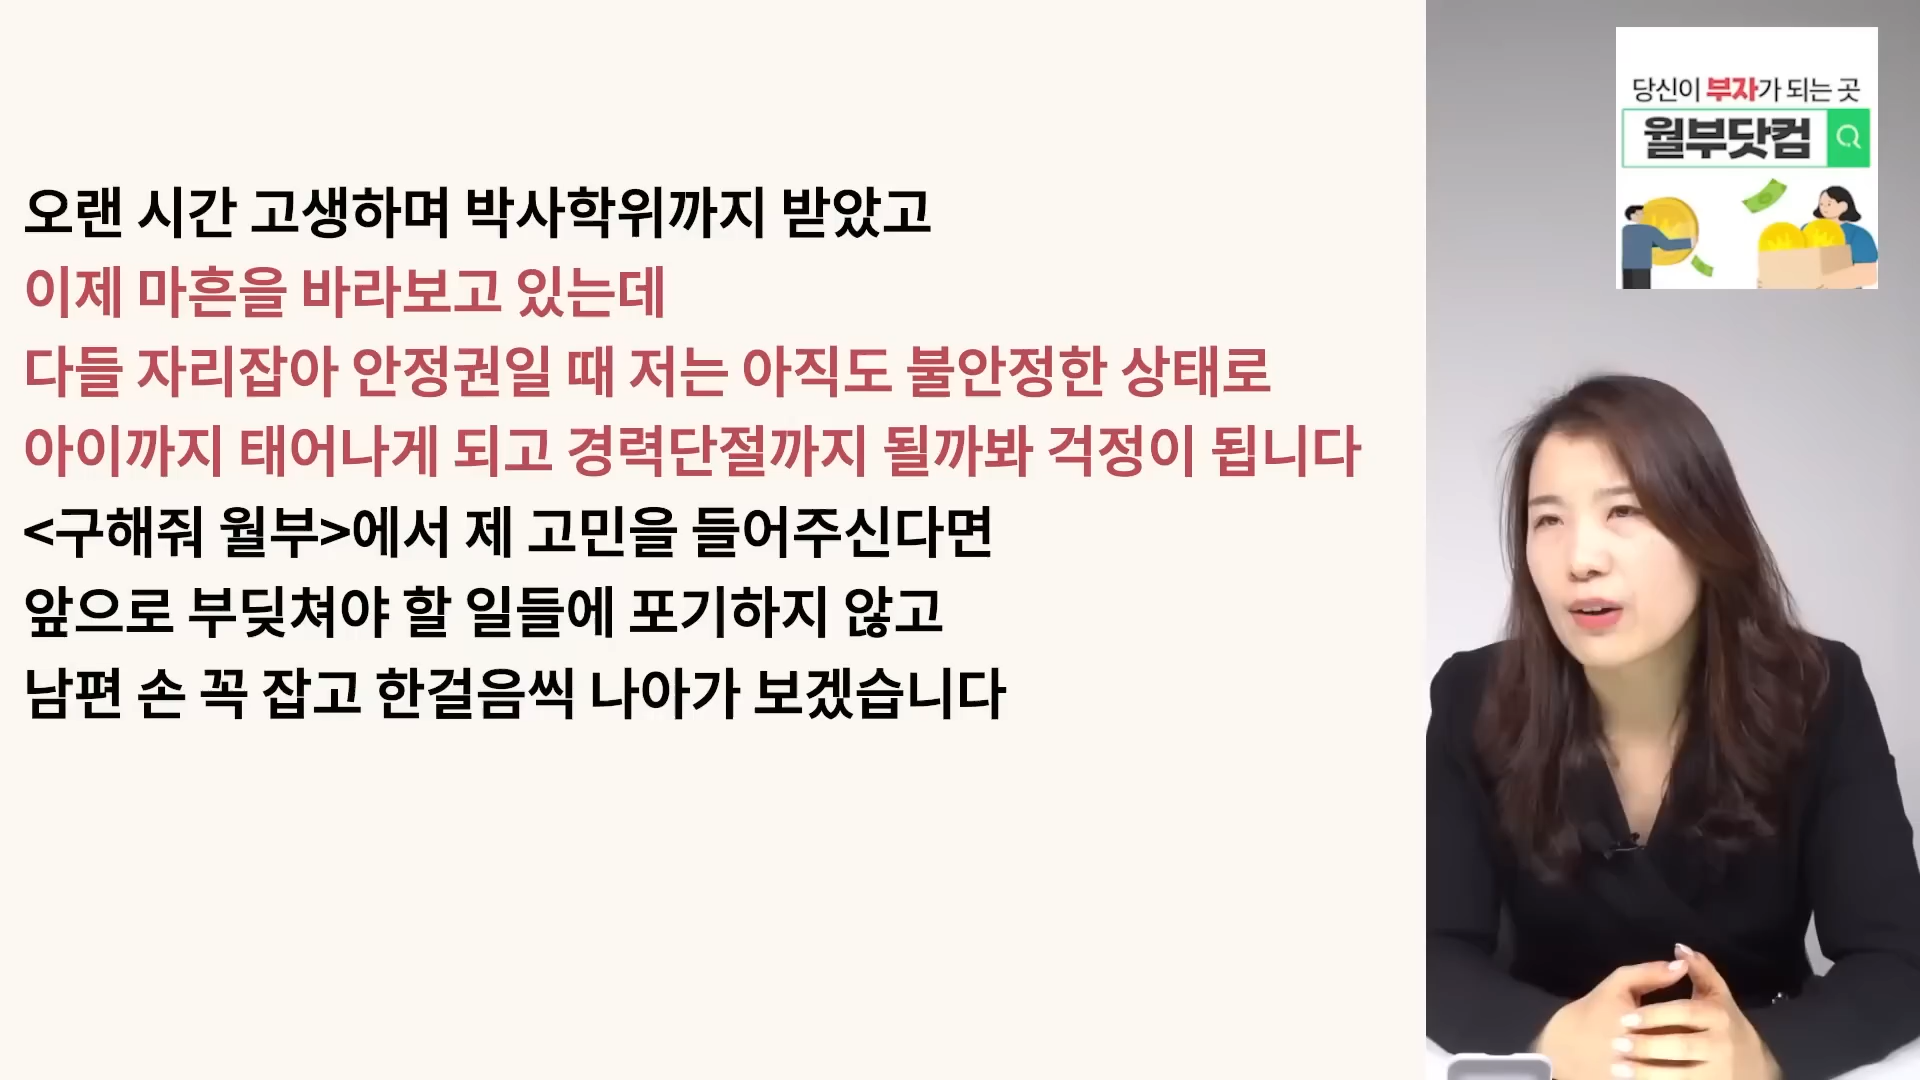 오랜 시간 고생하며 박사학위까지 받았고
이제 마흔을 바라보고 있는데
다들 자리잡아 안정권일 때 저는 아직도 불안정한 상태로
아이까지 태어나게 되고 경력단절까지 될까봐 걱정이 됩니다
<구해줘 월부>에서 제 고민을 들어주신다면
앞으로 부딪쳐야 할 일들에 포기하지 않고
남편 손 꼭 잡고 한걸음씩 나아가 보겠습니다
당신이 부자가 되는 곳
월부닷컴